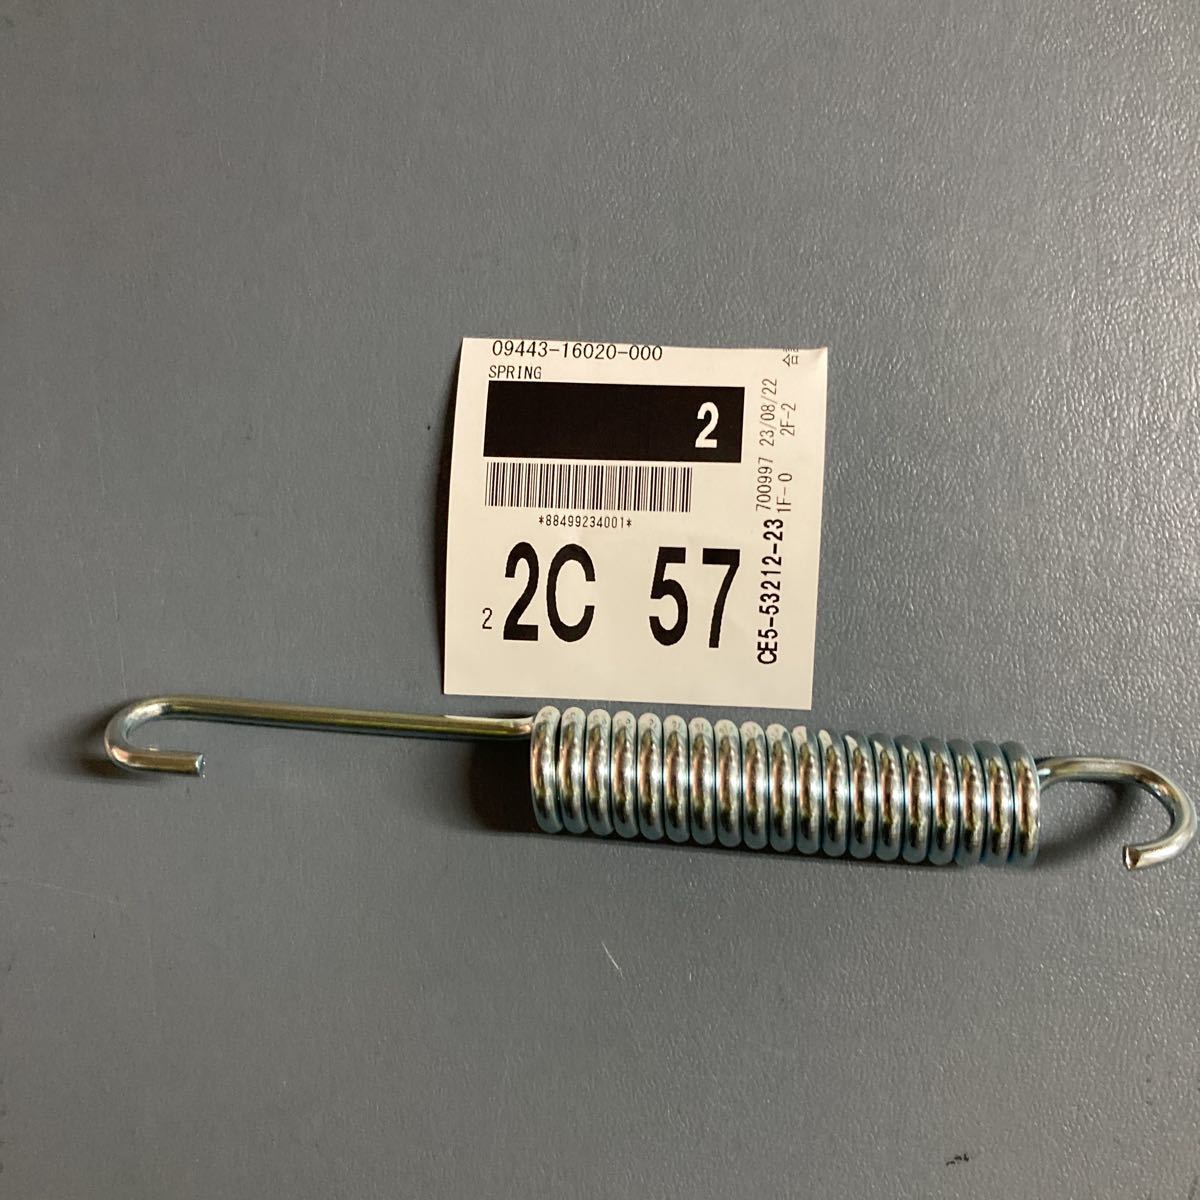 09443-16020-000
SPRING
2
*88499234001*
2 2C 57
CE5-53212-23 700997 23/08/22
1F-0 2F-2